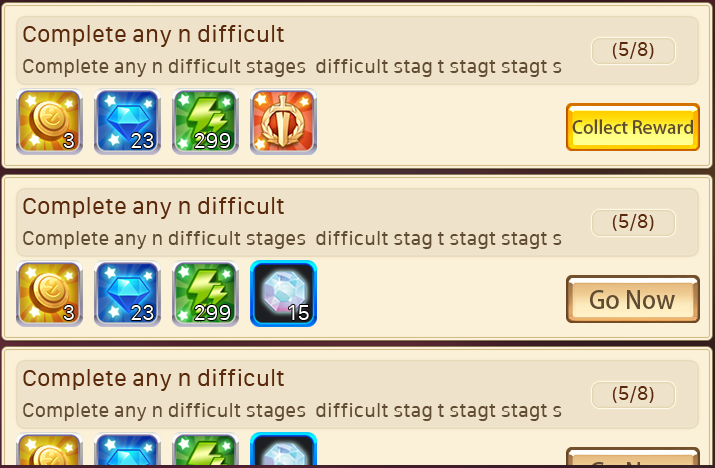 Complete any n difficult
(5/8)
Complete any n difficult stages difficult stag t stagt stagt s
3
23
299
Collect Reward
Complete any n difficult
(5/8)
Complete any n difficult stages difficult stag t stagt stagt s
3
23
299
15
Go Now
Complete any n difficult
(5/8)
Complete any n difficult stages difficult stag t stagt stagt s
Go Now